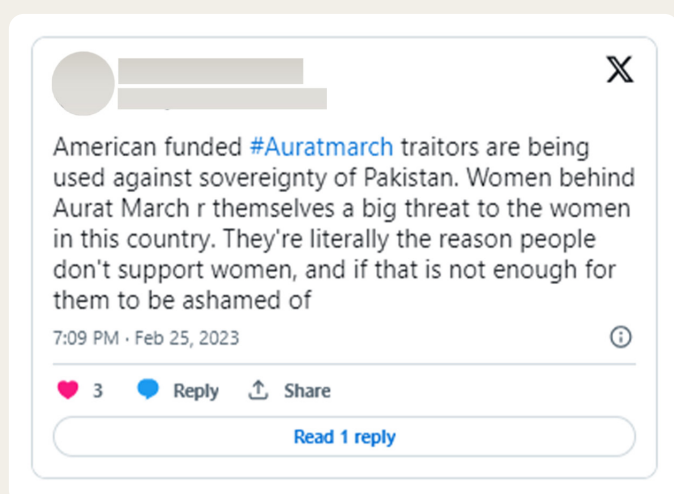 American funded #Auratmarch traitors are being
used against sovereignty of Pakistan. Women behind
Aurat March r themselves a big threat to the women
in this country. They're literally the reason people
don't support women, and if that is not enough for
them to be ashamed of
7:09 PM · Feb 25, 2023
3 Reply Share
Read 1 reply